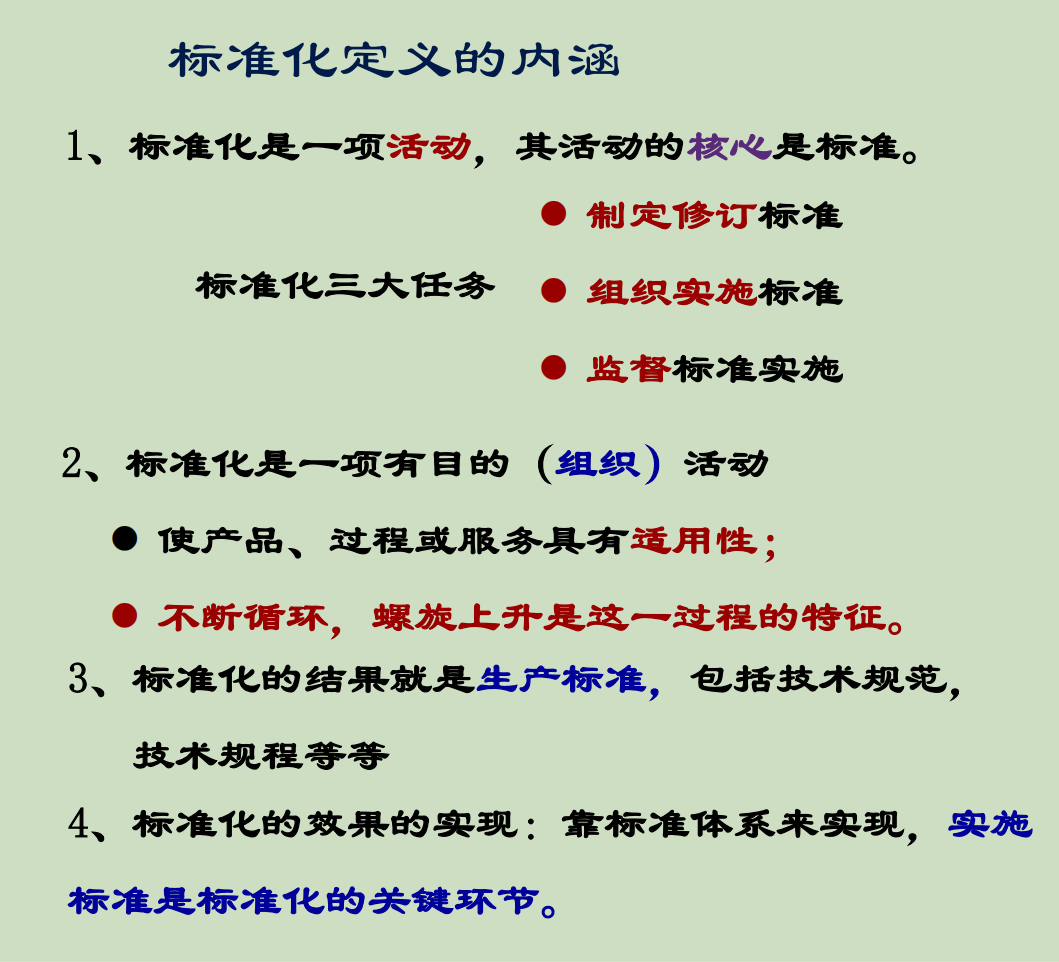 标准化定义的内涵
1、标准化是一项活动，其活动的核心是标准。
● 制定修订标准
标准化三大任务
● 组织实施标准
● 监督标准实施
2、标准化是一项有目的（组织）活动
● 使产品、过程或服务具有适用性；
● 不断循环，螺旋上升是这一过程的特征。
3、标准化的结果就是生产标准，包括技术规范，
技术规程等等
4、标准化的效果的实现：靠标准体系来实现，实施
标准是标准化的关键环节。